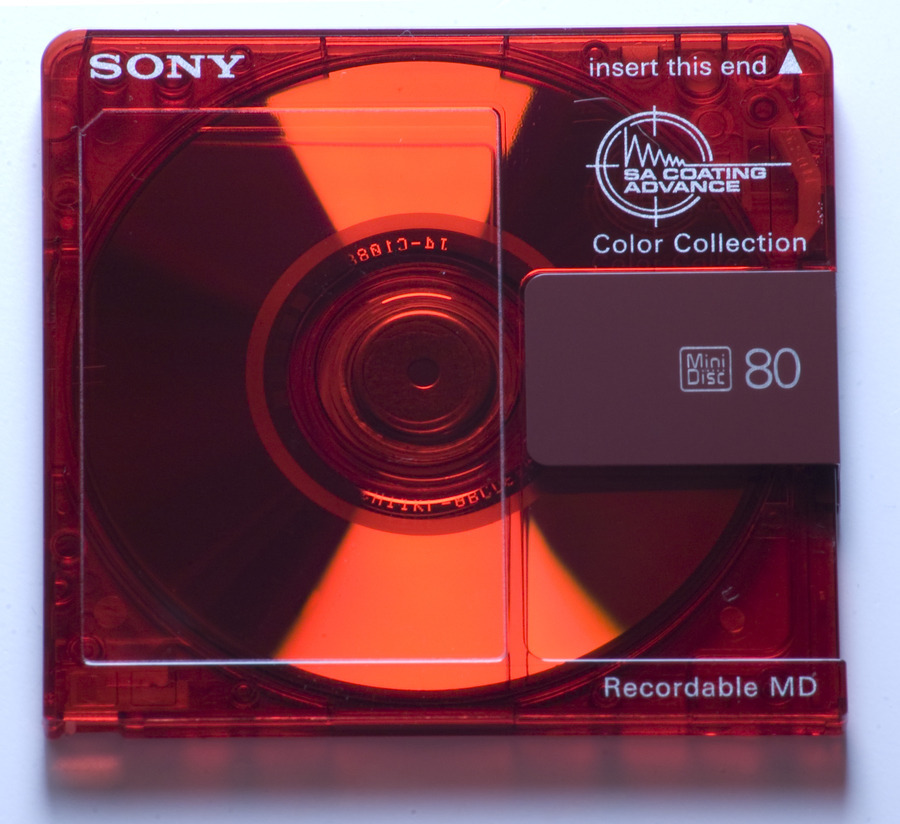 SONY
insert this end
SA COATING
ADVANCE
Color Collection
Mini
Disc
80
Recordable MD